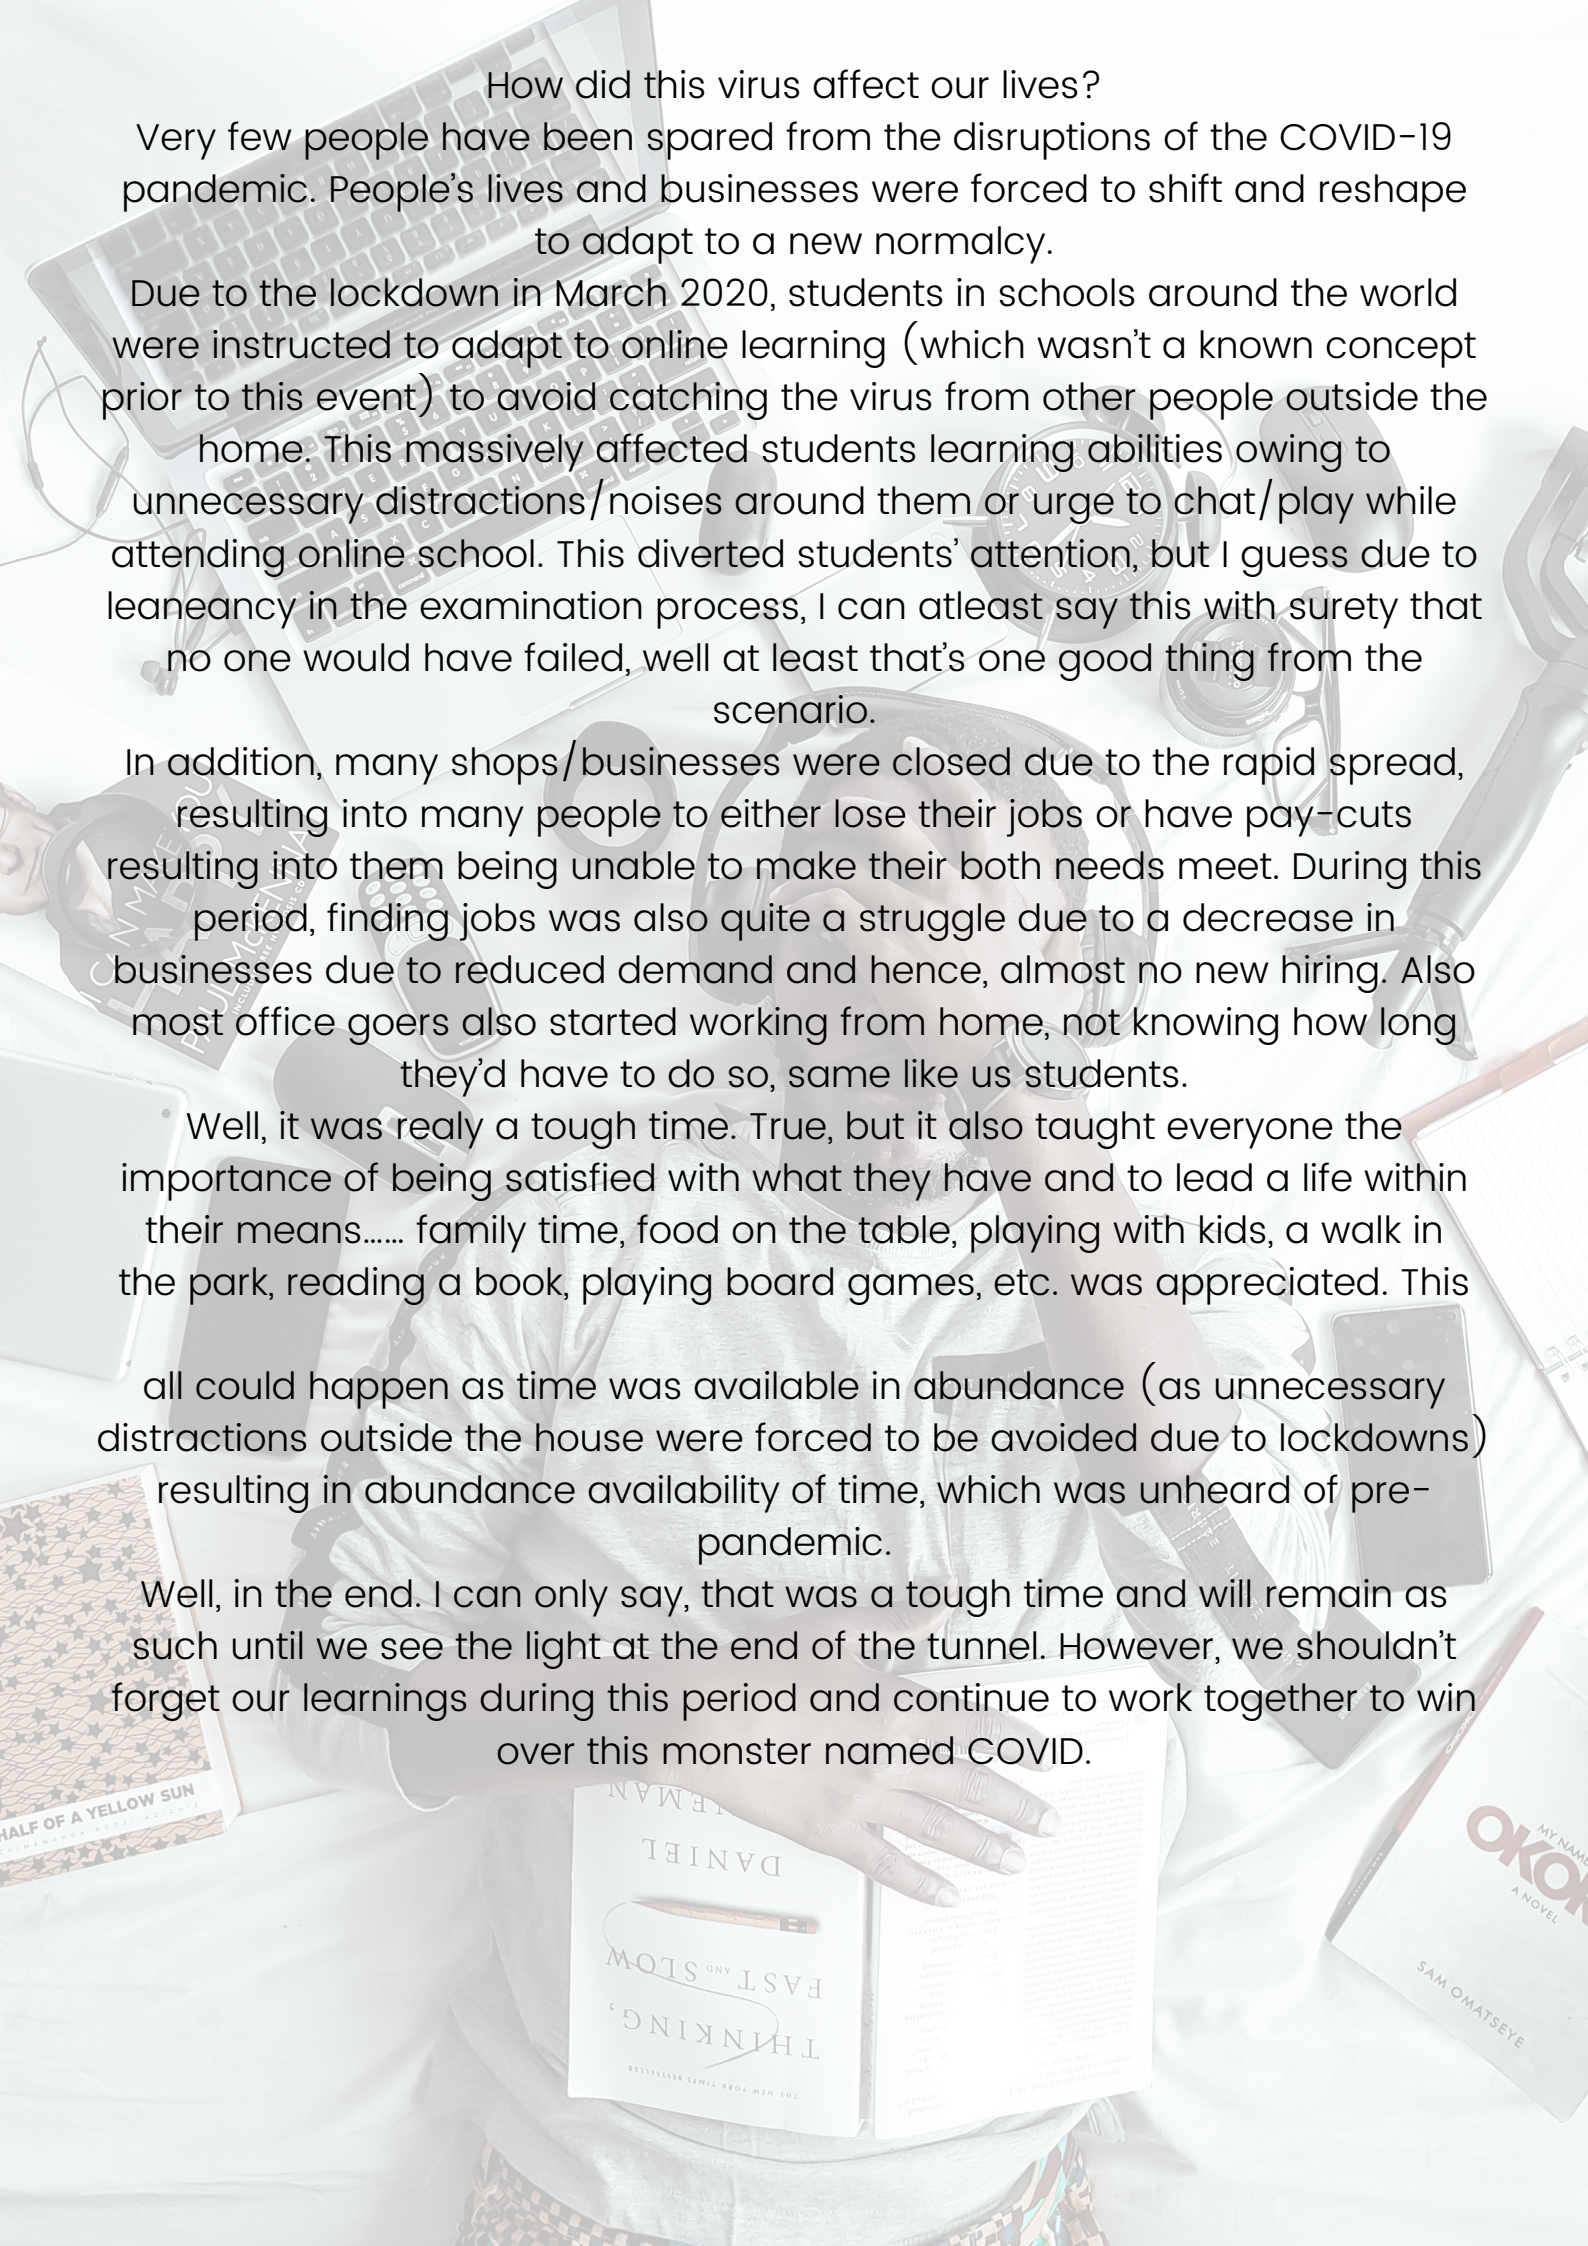 How did this virus affect our lives?
Very few people have been spared from the disruptions of the COVID-19
pandemic. People's lives and businesses were forced to shift and reshape
to adapt to a new normalcy.
Due to the lockdown in March 2020, students in schools around the world
were instructed to adapt to online learning (which wasn't a known concept
prior to this event) to avoid catching the virus from other people outside the
home. This massively affected students learning abilities owing to
unnecessary distractions/noises around them or urge to chat/play while
attending online school. This diverted students' attention, but I guess due to
leaneancy in the examination process, I can atleast say this with surety that
no one would have failed, well at least that's one good thing from the
scenario.
In addition, many shops/businesses were closed due to the rapid spread,
resulting into many people to either lose their jobs or have pay-cuts
resulting into them being unable to make their both needs meet. During this
period, finding jobs was also quite a struggle due to a decrease in
businesses due to reduced demand and hence, almost no new hiring. Also
most office goers also started working from home, not knowing how long
they'd have to do so, same like us students.
Well, it was realy a tough time. True, but it also taught everyone the
importance of being satisfied with what they have and to lead a life within
their means...... family time, food on the table, playing with kids, a walk in
the park, reading a book, playing board games, etc. was appreciated. This
all could happen as time was available in abundance (as unnecessary
distractions outside the house were forced to be avoided due to lockdowns)
resulting in abundance availability of time, which was unheard of pre-
pandemic.
Well, in the end. I can only say, that was a tough time and will remain as
such until we see the light at the end of the tunnel. However, we shouldn't
forget our learnings during this period and continue to work together to win
over this monster named COVID.
HALF OF A YELLOW SUN
CHIMAMANDA NGOZI ADICHIE
THE NEW YORK TIMES BESTSELLER
THINKING,
FAST AND SLOW
DANIEL
MY NAME
OKO
A NOVEL
SAM OMATSEYE
I CAN MAKE YOU
PAUL MCKENNA